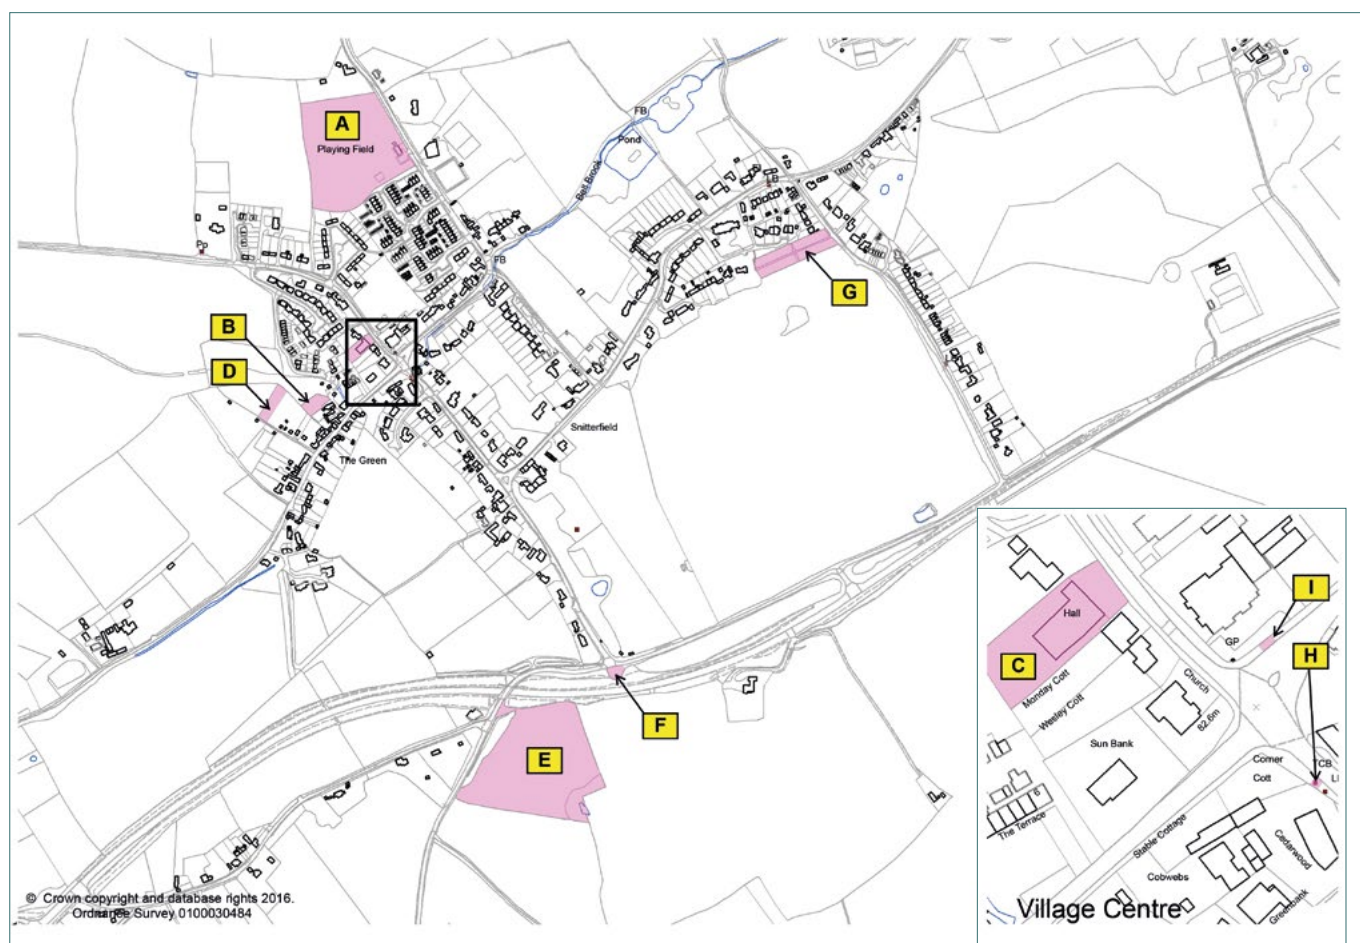 A
Playing Field
FB
Pond
Bell Brook
LB
Pp
FB
G
B
D
Snitterfield
The Green
F
E
© Crown copyright and database rights 2016.
Ordnance Survey 0100030484
Hall
I
GP
H
C
Monday Cott
Church
Wesley Cott
82.6m
Sun Bank
Corner
Cott
TCB
6
The Terrace
Stable Cottage
Cedarwood
Cobwebs
Greenbank
Village Centre